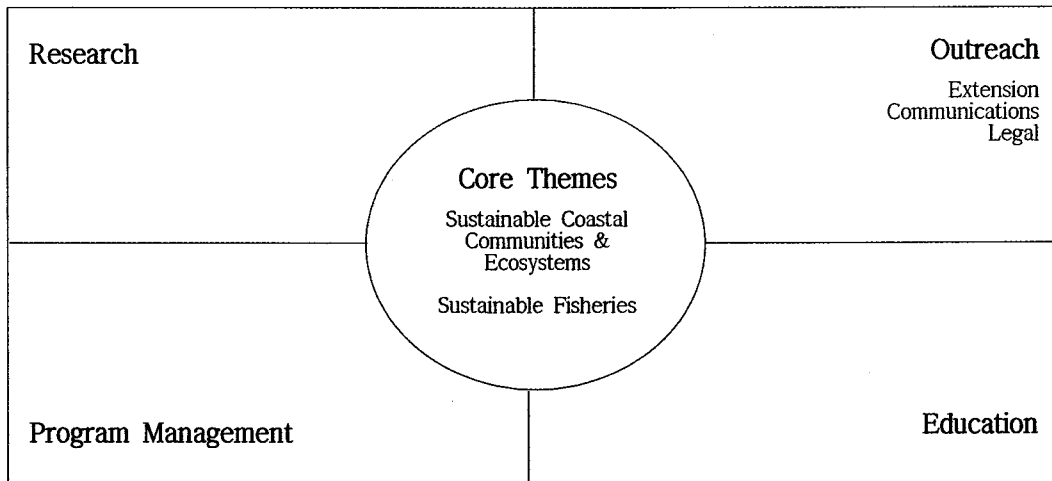 Research
Outreach
Extension
Communications
Legal
Core Themes
Sustainable Coastal
Communities &
Ecosystems
Sustainable Fisheries
Program Management
Education